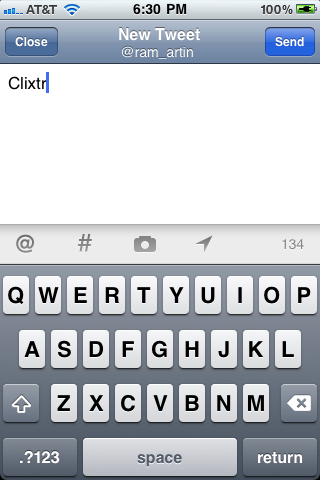 AT&T 6:30 PM 100%
Close New Tweet Send
@ram_artin
Clixtr
@ # 134
Q W E R T Y U I O P
A S D F G H J K L
Z X C V B N M
.?123 space return